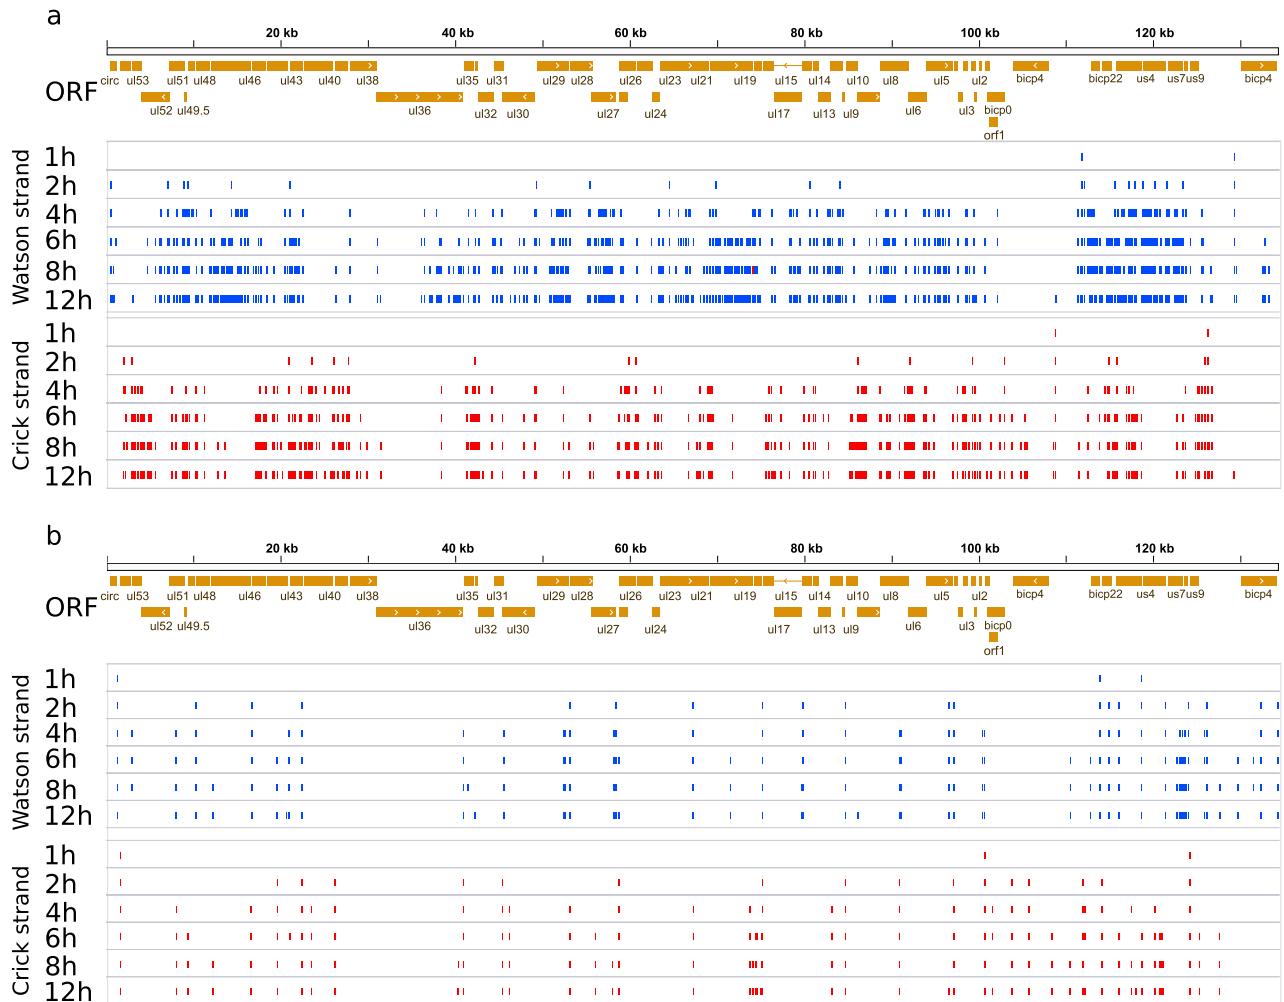 a
20 kb 40 kb 60 kb 80 kb 100 kb 120 kb
circ ul53 ul51 ul48 ul46 ul43 ul40 ul38 ul35 ul31 ul29 ul28 ul26 ul23 ul21 ul19 ul15 ul14 ul10 ul8 us5 ul2 bicp4 bicp22 us4 us7us9 bicp4
ORF
ul52 ul49.5 ul36 ul32 ul30 ul27 ul24 ul17 ul13 ul9 ul6 ul3 bicp0
orf1
Watson strand
1h
2h
4h
6h
8h
12h
Crick strand
1h
2h
4h
6h
8h
12h
b
20 kb 40 kb 60 kb 80 kb 100 kb 120 kb
circ ul53 ul51 ul48 ul46 ul43 ul40 ul38 ul35 ul31 ul29 ul28 ul26 ul23 ul21 ul19 ul15 ul14 ul10 ul8 ul5 ul2 bicp4 bicp22 us4 us7us9 bicp4
ORF
ul52 ul49.5 ul36 ul32 ul30 ul27 ul24 ul17 ul13 ul9 ul6 ul3 bicp0
orf1
Watson strand
1h
2h
4h
6h
8h
12h
Crick strand
1h
2h
4h
6h
8h
12h